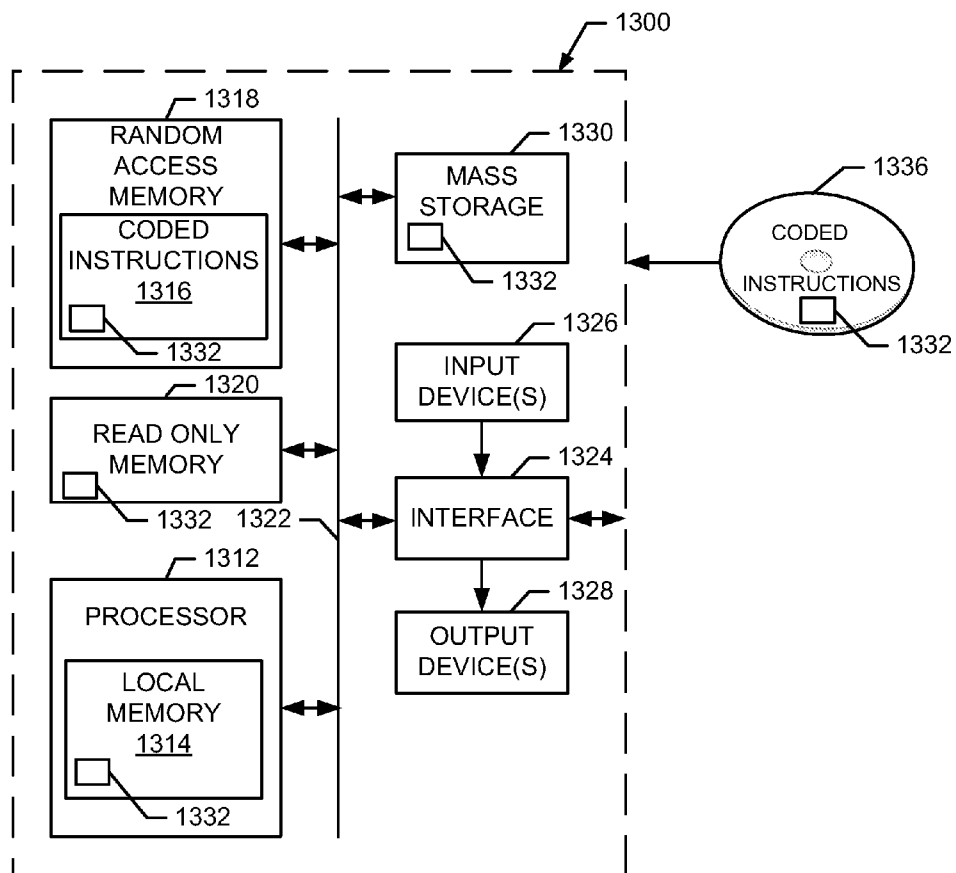 1300
1318
RANDOM
ACCESS
MEMORY
CODED
INSTRUCTIONS
1316
1332
1330
MASS
STORAGE
1332
1336
CODED
INSTRUCTIONS
1332
1326
INPUT
DEVICE(S)
1320
READ ONLY
MEMORY
1332
1322
1324
INTERFACE
1312
PROCESSOR
LOCAL
MEMORY
1314
1332
1328
OUTPUT
DEVICE(S)